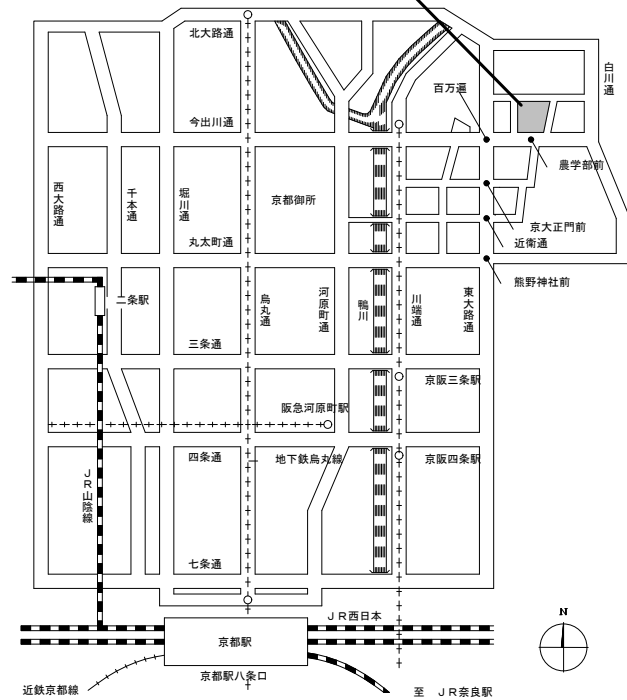 北大路通
白川通
百万遍
今出川通
農学部前
西大路通
千本通
堀川通
京都御所
京大正門前
近衛通
丸太町通
熊野神社前
二条駅
烏丸通
河原町通
鴨川
川端通
東大路通
三条通
京阪三条駅
阪急河原町駅
四条通
地下鉄烏丸線
京阪四条駅
JR山陰線
七条通
JR西日本
N
京都駅
京都駅八条口
近鉄京都線
至 JR奈良駅